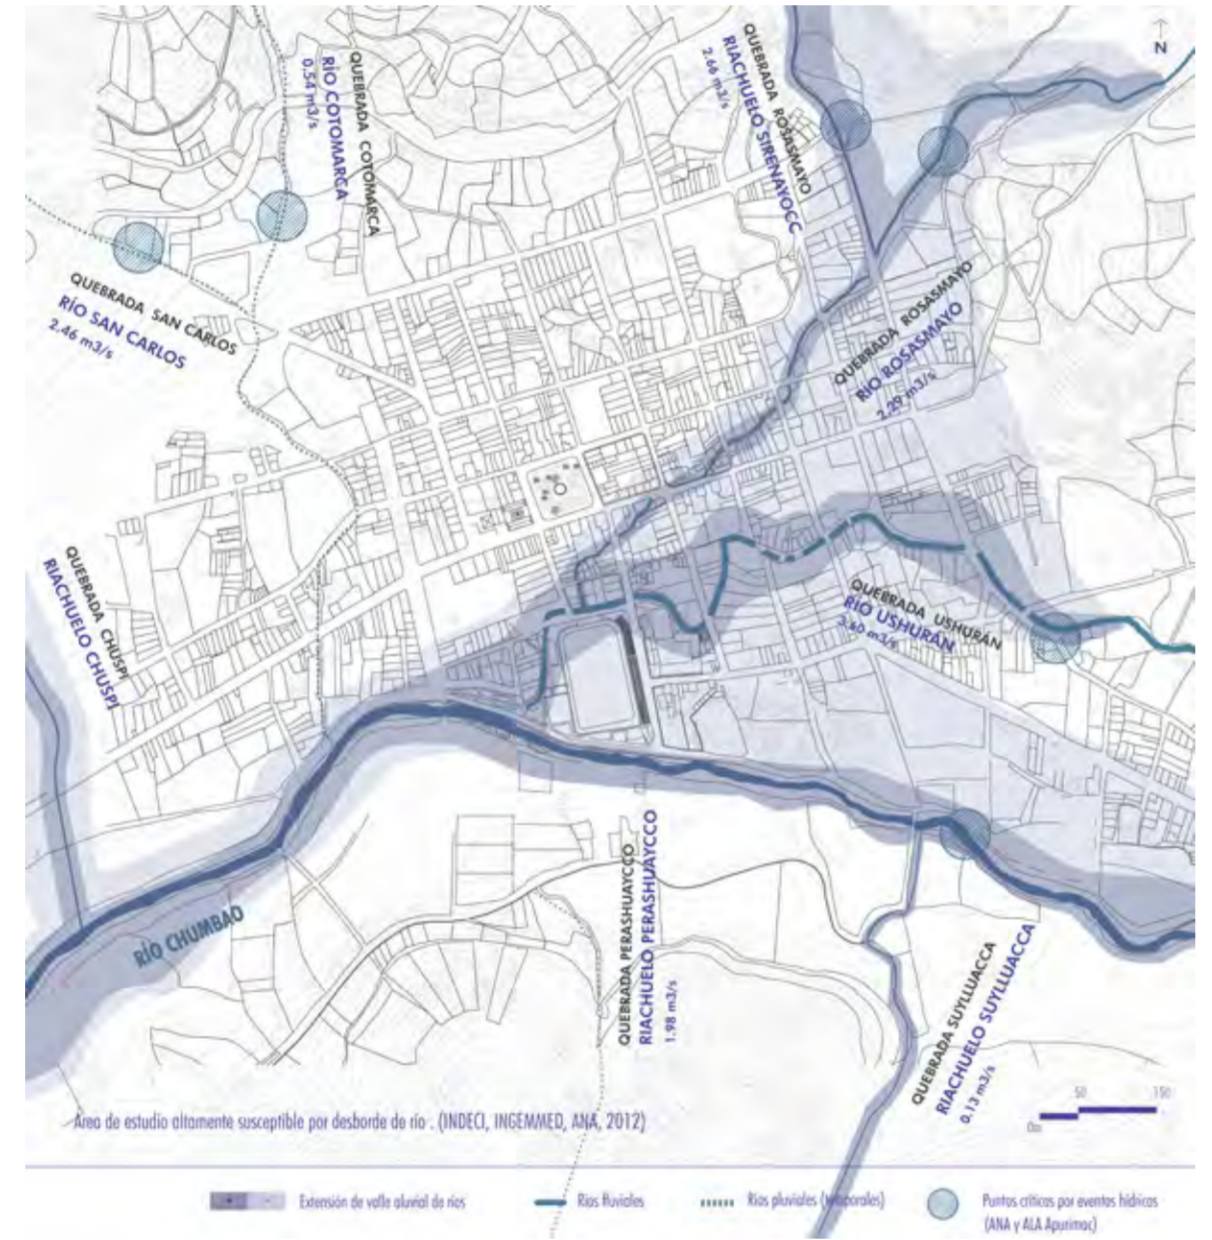 N
QUEBRADA COTOMARCA
RÍO COTOMARCA
0.54 m3/s
QUEBRADA ROSASMAYO
RIACHUELO SIRENAYOCC
2.66 m3/s
QUEBRADA SAN CARLOS
RÍO SAN CARLOS
2.46 m3/s
QUEBRADA ROSASMAYO
RÍO ROSASMAYO
2.29 m3/s
QUEBRADA CHUSPI
RIACHUELO CHUSPI
QUEBRADA USHURÁN
RÍO USHURÁN
3.60 m3/s
RÍO CHUMBAO
QUEBRADA PERASHUAYCO
RIACHUELO PERASHUAYCCO
1.98 m3/s
QUEBRADA SUYLLUACCA
RIACHUELO SUYLLUACCA
0.13 m3/s
50 150
0m
Área de estudio altamente susceptible por desborde de río . (INDECI, INGEMMED, ANA, 2012)
Extensión de valle aluvial de ríos
Ríos fluviales
Ríos pluviales (temporales)
Puntos críticos por eventos hídricos
(ANA y ALA Apurimac)